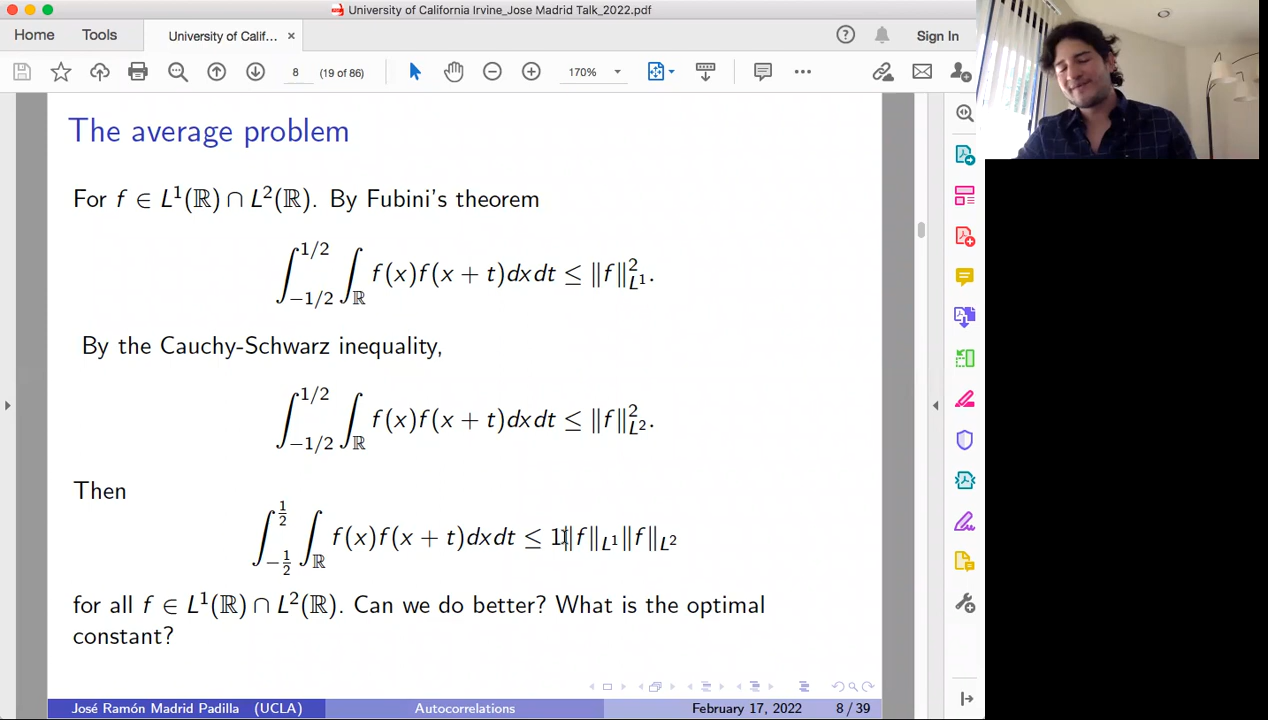 University of California Irvine_Jose Madrid Talk_2022.pdf
Home Tools University of Calif... × Sign In
8 (19 of 86) 170%
The average problem
For f ∈ L¹(ℝ) ∩ L²(ℝ). By Fubini's theorem
∫_{−1/2}^{1/2} ∫_ℝ f(x)f(x + t)dxdt ≤ ‖f‖²_{L¹}.
By the Cauchy-Schwarz inequality,
∫_{−1/2}^{1/2} ∫_ℝ f(x)f(x + t)dxdt ≤ ‖f‖²_{L²}.
Then
∫_{−1/2}^{1/2} ∫_ℝ f(x)f(x + t)dxdt ≤ 1‖f‖_{L¹}‖f‖_{L²}
for all f ∈ L¹(ℝ) ∩ L²(ℝ). Can we do better? What is the optimal
constant?
José Ramón Madrid Padilla (UCLA) Autocorrelations February 17, 2022 8 / 39